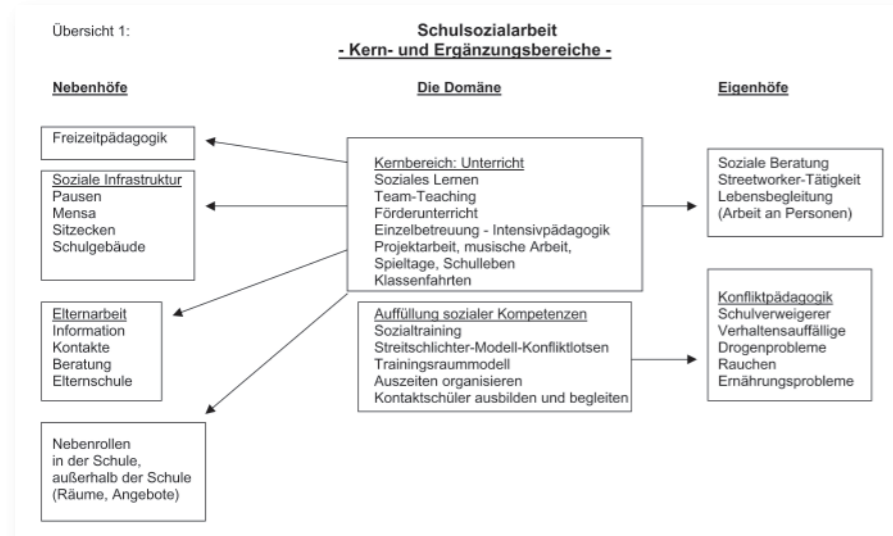 Übersicht 1:
Schulsozialarbeit
- Kern- und Ergänzungsbereiche -
Nebenhöfe
Die Domäne
Eigenhöfe
Freizeitpädagogik
Soziale Infrastruktur
Pausen
Mensa
Sitzecken
Schulgebäude
Elternarbeit
Information
Kontakte
Beratung
Elternschule
Nebenrollen
in der Schule,
außerhalb der Schule
(Räume, Angebote)
Kernbereich: Unterricht
Soziales Lernen
Team-Teaching
Förderunterricht
Einzelbetreuung - Intensivpädagogik
Projektarbeit, musische Arbeit,
Spieltage, Schulleben
Klassenfahrten
Auffüllung sozialer Kompetenzen
Sozialtraining
Streitschlichter-Modell-Konfliktlotsen
Trainingsraummodell
Auszeiten organisieren
Kontaktschüler ausbilden und begleiten
Soziale Beratung
Streetworker-Tätigkeit
Lebensbegleitung
(Arbeit an Personen)
Konfliktpädagogik
Schulverweigerer
Verhaltensauffällige
Drogenprobleme
Rauchen
Ernährungsprobleme